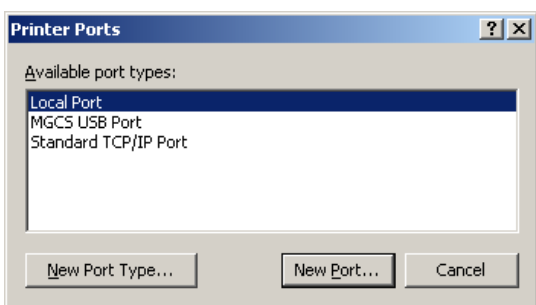 Printer Ports
Available port types:
Local Port
MGCS USB Port
Standard TCP/IP Port
New Port Type...
New Port...
Cancel